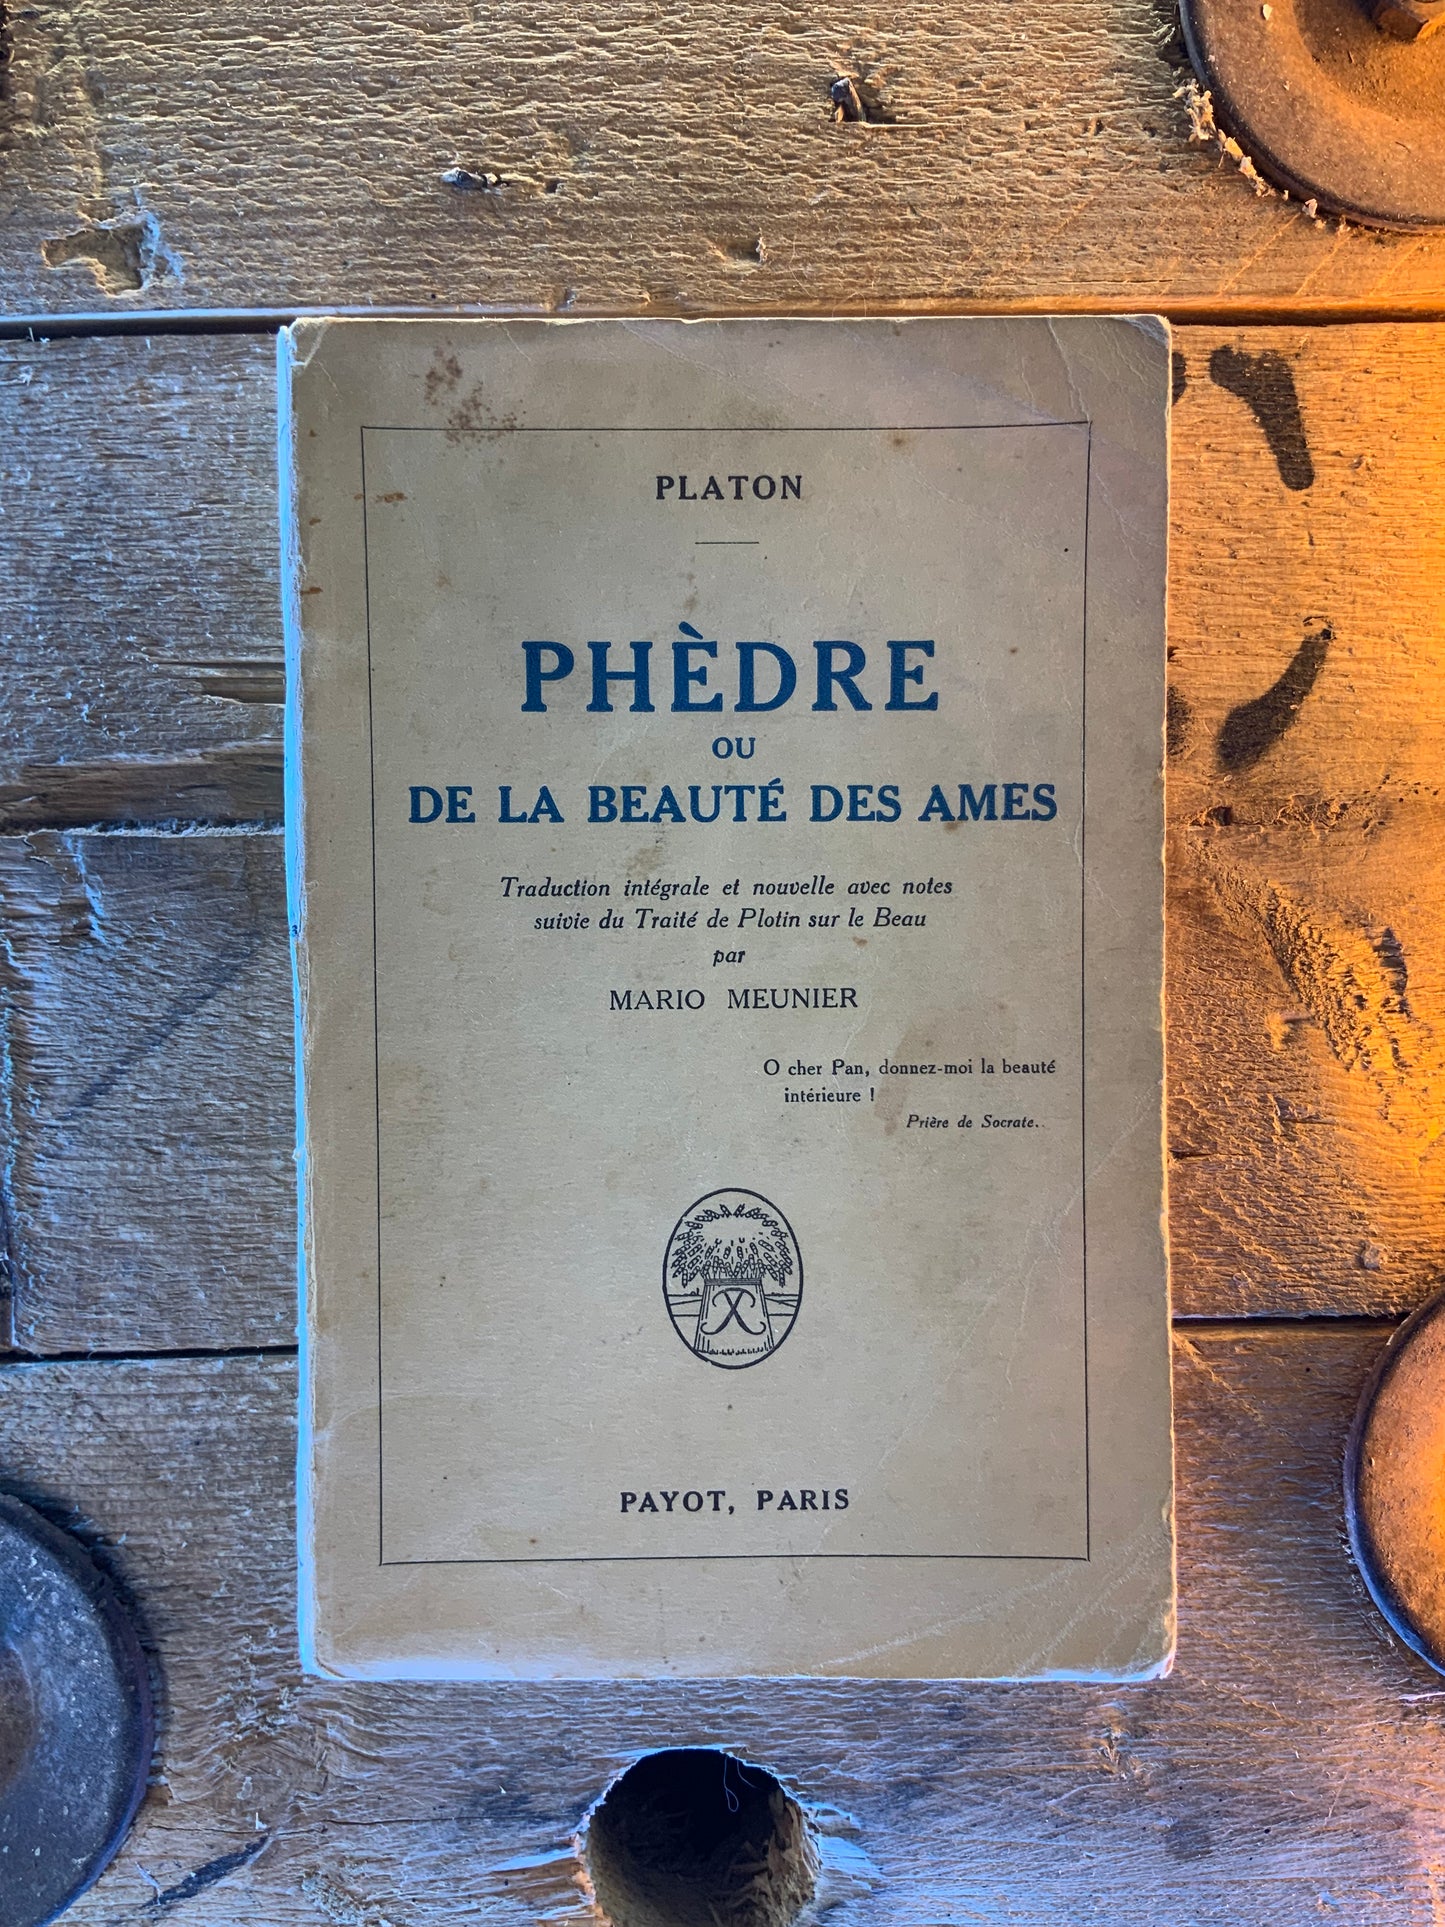 PLATON
PHÈDRE
OU
DE LA BEAUTÉ DES AMES
Traduction intégrale et nouvelle avec notes
suivie du Traité de Plotin sur le Beau
par
MARIO MEUNIER
O cher Pan, donnez-moi la beauté
intérieure !
Prière de Socrate.
PAYOT, PARIS